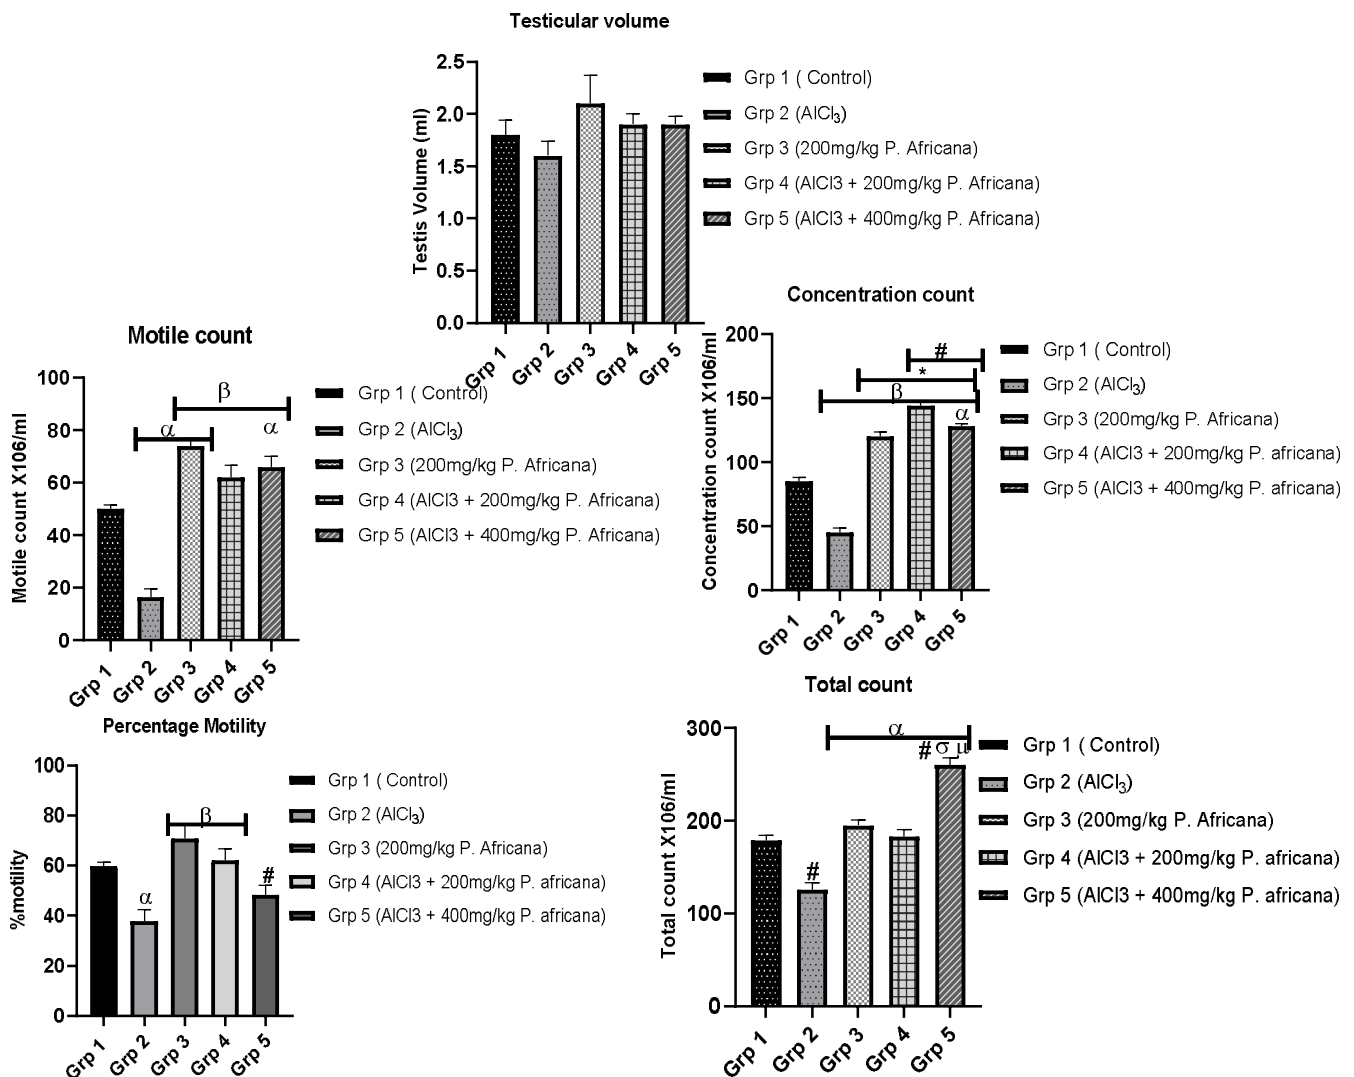 Testicular volume
Testis Volume (ml)
2.5
2.0
1.5
1.0
0.5
0.0
Grp 1
Grp 2
Grp 3
Grp 4
Grp 5
Grp 1 ( Control)
Grp 2 (AlCl3)
Grp 3 (200mg/kg P. Africana)
Grp 4 (AlCl3 + 200mg/kg P. Africana)
Grp 5 (AlCl3 + 400mg/kg P. Africana)
Motile count
Motile count X106/ml
100
80
60
40
20
0
α
β
α
Grp 1
Grp 2
Grp 3
Grp 4
Grp 5
Grp 1 ( Control)
Grp 2 (AlCl3)
Grp 3 (200mg/kg P. Africana)
Grp 4 (AlCl3 + 200mg/kg P. Africana)
Grp 5 (AlCl3 + 400mg/kg P. Africana)
Concentration count
Concentration count X106/ml
200
150
100
50
0
#
*
β
α
Grp 1
Grp 2
Grp 3
Grp 4
Grp 5
Grp 1 ( Control)
Grp 2 (AlCl3)
Grp 3 (200mg/kg P. Africana)
Grp 4 (AlCl3 + 200mg/kg P. africana)
Grp 5 (AlCl3 + 400mg/kg P. africana)
Percentage Motility
%motility
100
80
60
40
20
0
α
β
#
Grp 1
Grp 2
Grp 3
Grp 4
Grp 5
Grp 1 ( Control)
Grp 2 (AlCl3)
Grp 3 (200mg/kg P. Africana)
Grp 4 (AlCl3 + 200mg/kg P. africana)
Grp 5 (AlCl3 + 400mg/kg P. africana)
Total count
Total count X106/ml
300
200
100
0
α
# σ μ
#
Grp 1
Grp 2
Grp 3
Grp 4
Grp 5
Grp 1 ( Control)
Grp 2 (AlCl3)
Grp 3 (200mg/kg P. Africana)
Grp 4 (AlCl3 + 200mg/kg P. africana)
Grp 5 (AlCl3 + 400mg/kg P. africana)